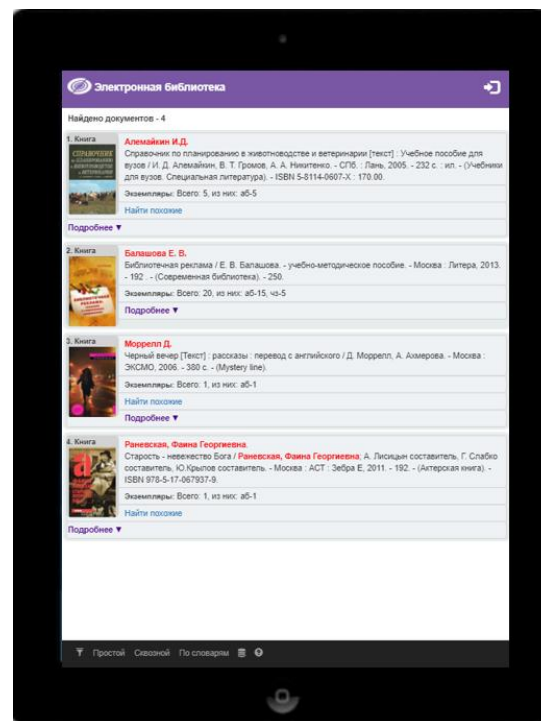 Электронная библиотека
Найдено документов - 4
1. Книга
СПРАВОЧНИК
Алемайкин И.Д.
Справочник по планированию в животноводстве и ветеринарии [текст] : Учебное пособие для
вузов / И. Д. Алемайкин, В. Т. Громов, А. А. Никитенко. - СПб. : Лань, 2005. - 232 с. : ил. - (Учебники
для вузов. Специальная литература). - ISBN 5-8114-0607-X : 170.00.
Экземпляры: Всего: 5, из них: аб-5
Найти похожие
Подробнее ▼
2. Книга
БИБЛИОТЕЧНАЯ
РЕКЛАМА
Балашова Е. В.
Библиотечная реклама / Е. В. Балашова. - учебно-методическое пособие. - Москва : Литера, 2013.
- 192 . - (Современная библиотека). - 250.
Экземпляры: Всего: 20, из них: аб-15, чз-5
Подробнее ▼
3. Книга
Моррелл Д.
Черный вечер [Текст] : рассказы : перевод с английского / Д. Моррелл, А. Ахмерова. - Москва :
ЭКСМО, 2006. - 380 с. - (Mystery line).
Экземпляры: Всего: 1, из них: аб-1
Найти похожие
Подробнее ▼
4. Книга
Раневская, Фаина Георгиевна.
Старость - невежество Бога / Раневская, Фаина Георгиевна; А. Лисицын составитель, Г. Слабко
составитель, Ю.Крылов составитель. - Москва : АСТ : Зебра Е, 2011. - 192. - (Актерская книга). -
ISBN 978-5-17-067937-9.
Экземпляры: Всего: 1, из них: аб-1
Найти похожие
Подробнее ▼
Простой Сквозной По словарям